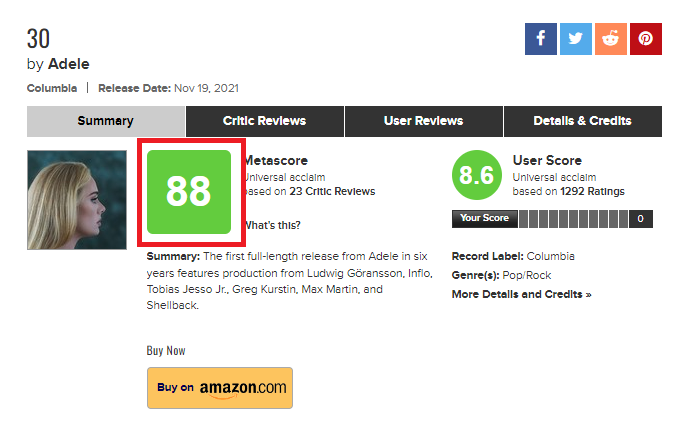 30
by Adele
Columbia | Release Date: Nov 19, 2021
Summary
Critic Reviews
User Reviews
Details & Credits
88
Metascore
Universal acclaim
based on 23 Critic Reviews
What's this?
Summary: The first full-length release from Adele in six
years features production from Ludwig Göransson, Inflo,
Tobias Jesso Jr., Greg Kurstin, Max Martin, and
Shellback.
Buy Now
Buy on amazon.com
8.6
User Score
Universal acclaim
based on 1292 Ratings
Your Score 0
Record Label: Columbia
Genre(s): Pop/Rock
More Details and Credits »